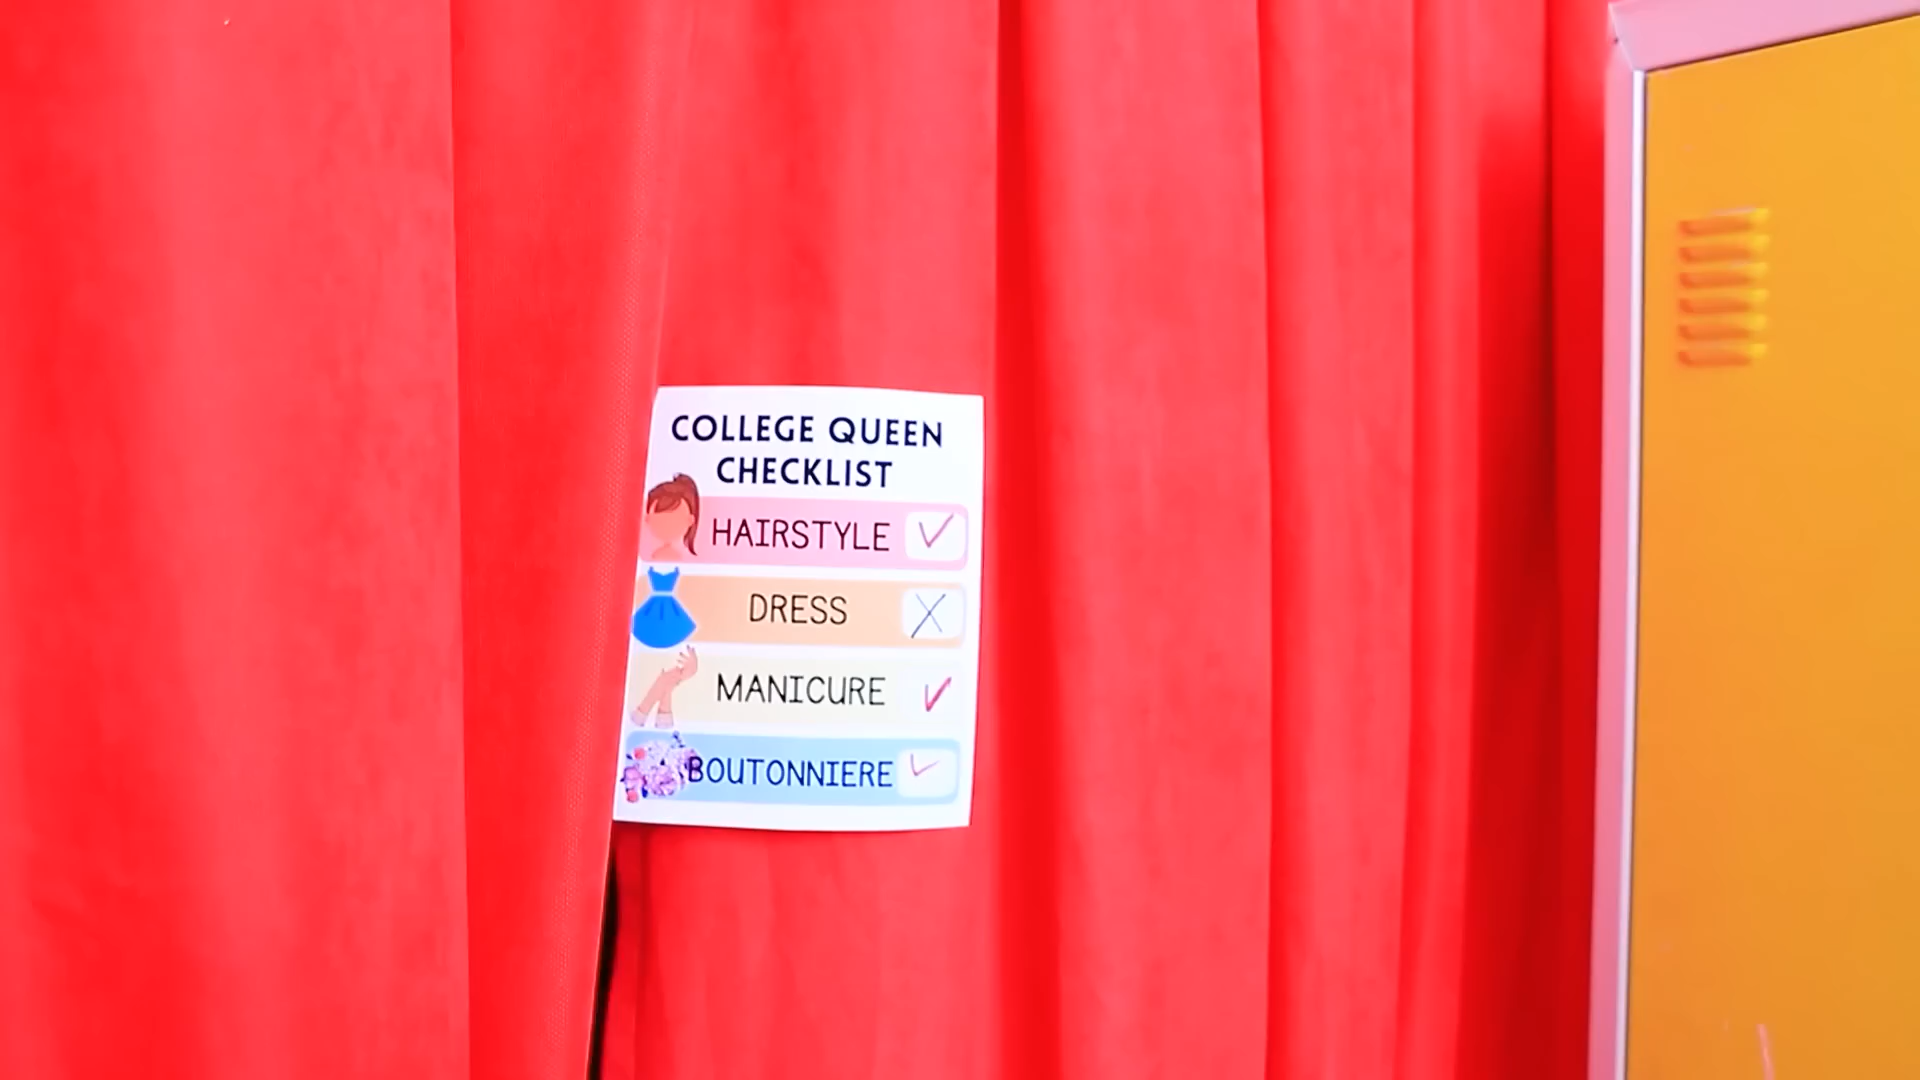 COLLEGE QUEEN
CHECKLIST
HAIRSTYLE
DRESS
MANICURE
BOUTONNIERE